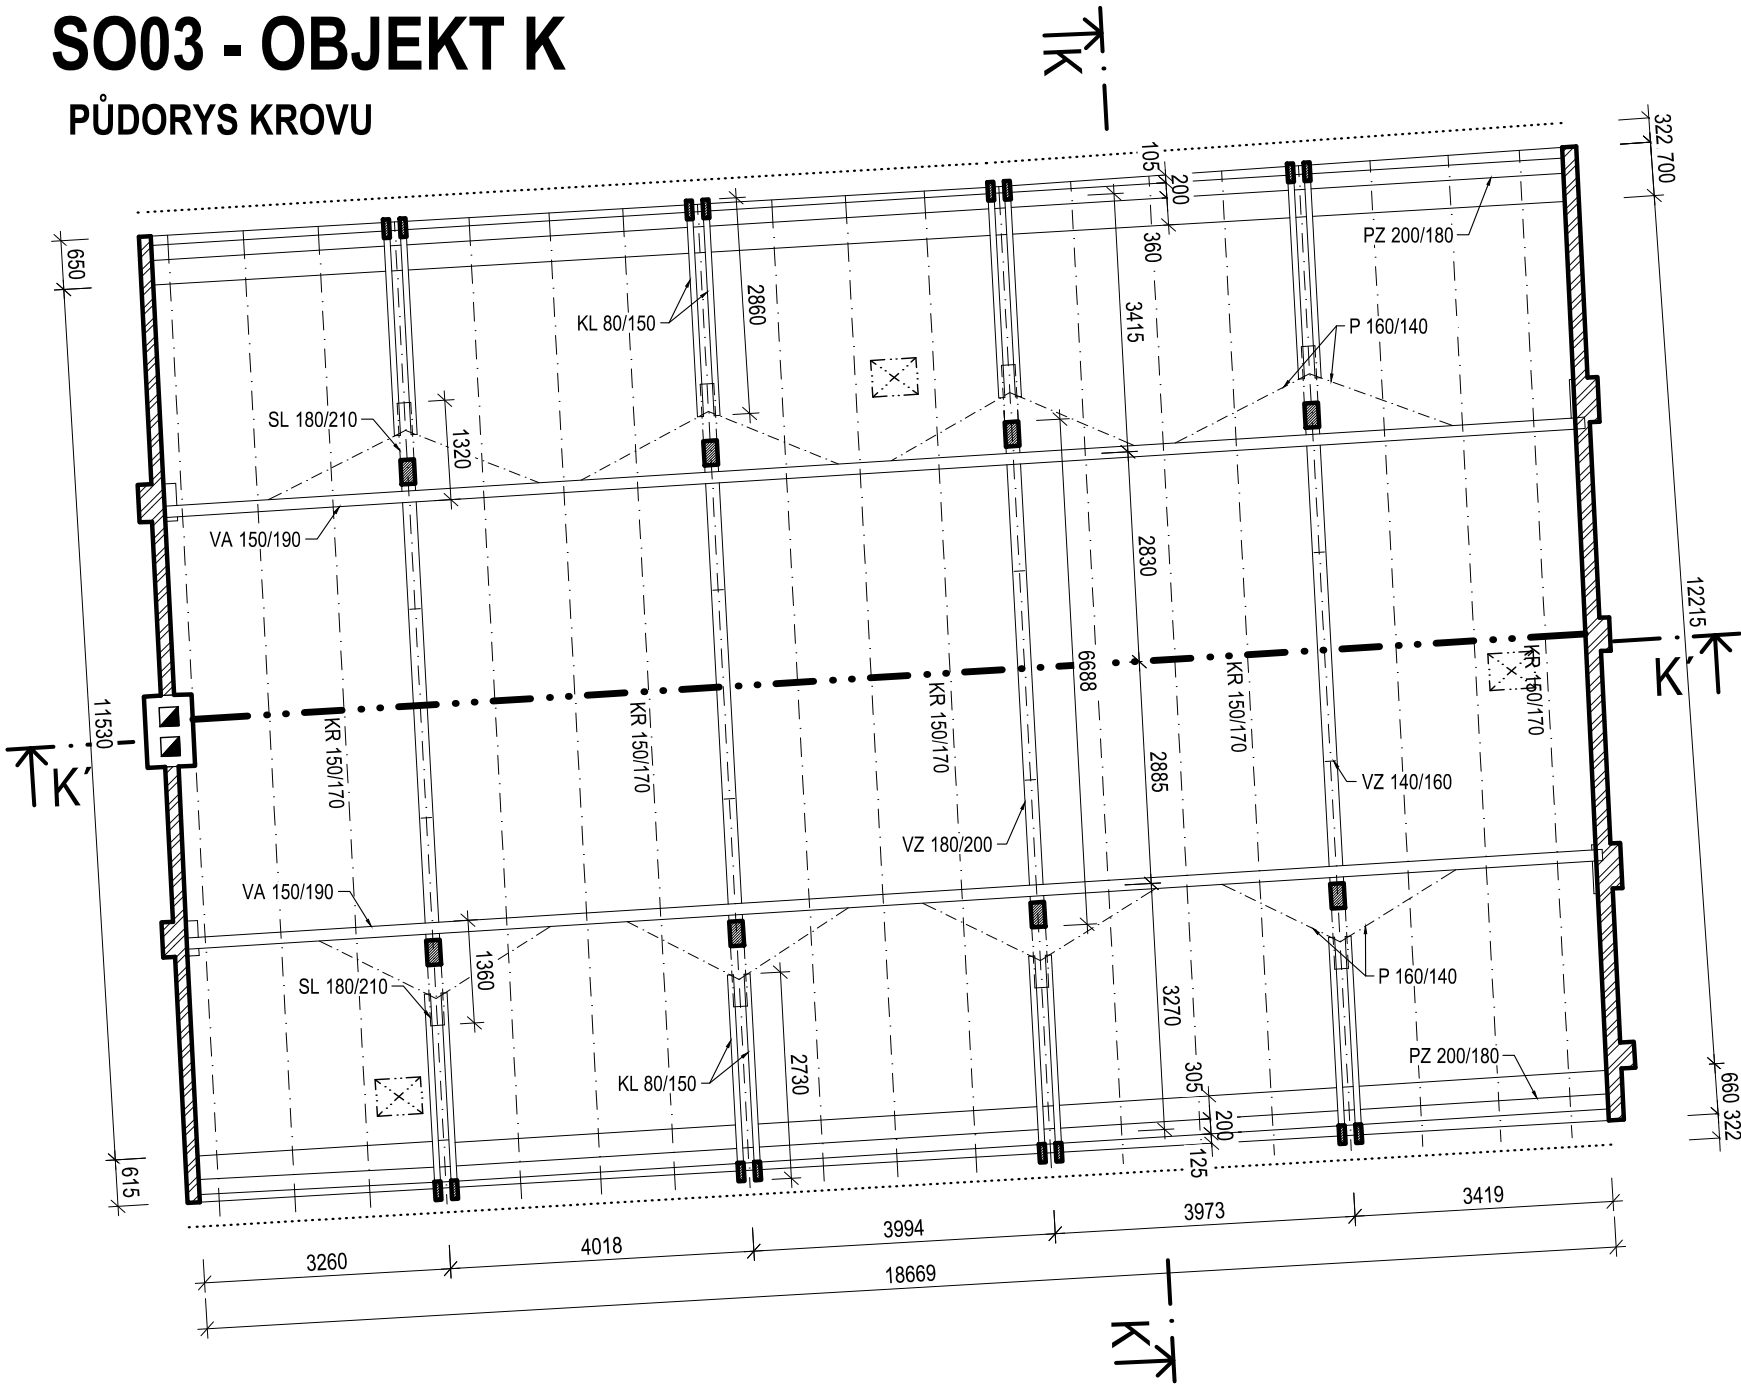 SO03 - OBJEKT K
PŮDORYS KROVU
K
322
700
105
200
360
PZ 200/180
650
KL 80/150
2860
3415
P 160/140
SL 180/210
1320
VA 150/190
2830
12215
6688
K´
KR 150/170
KR 150/170
KR 150/170
KR 150/170
KR 150/170
11530
K´
2885
VZ 140/160
VZ 180/200
VA 150/190
1360
SL 180/210
P 160/140
3270
2730
KL 80/150
305
PZ 200/180
660
322
200
125
615
3260
4018
3994
3973
3419
18669
K